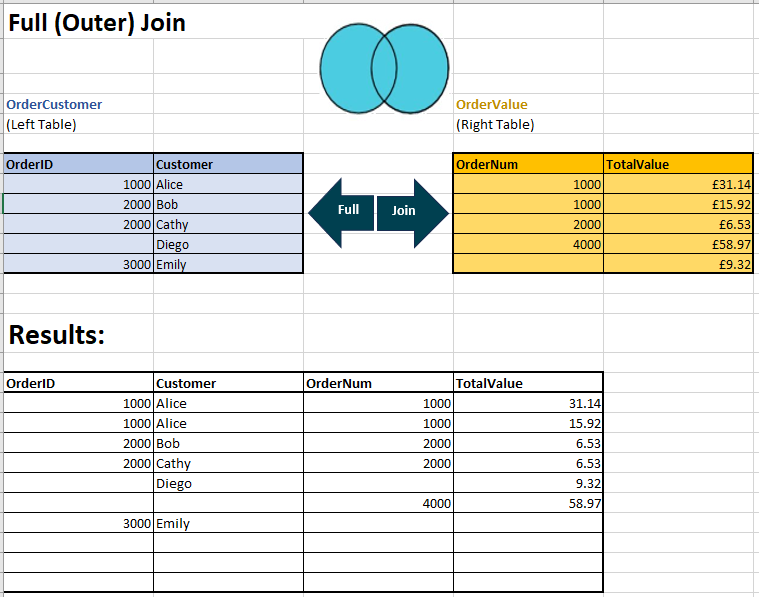 Full (Outer) Join
OrderCustomer
(Left Table)
OrderValue
(Right Table)
OrderID Customer
1000 Alice
2000 Bob
2000 Cathy
Diego
3000 Emily
Full Join
OrderNum TotalValue
1000 £31.14
1000 £15.92
2000 £6.53
4000 £58.97
£9.32
Results:
OrderID Customer OrderNum TotalValue
1000 Alice 1000 31.14
1000 Alice 1000 15.92
2000 Bob 2000 6.53
2000 Cathy 2000 6.53
Diego 9.32
4000 58.97
3000 Emily